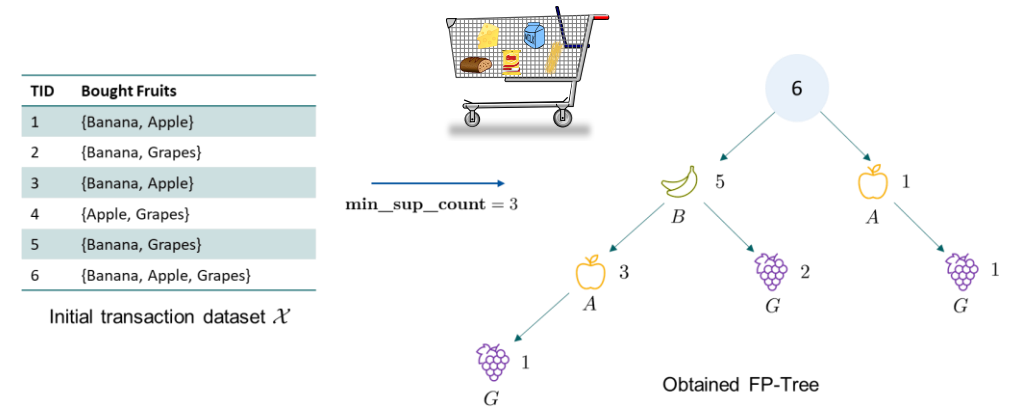 TID Bought Fruits
1 {Banana, Apple}
2 {Banana, Grapes}
3 {Banana, Apple}
4 {Apple, Grapes}
5 {Banana, Grapes}
6 {Banana, Apple, Grapes}
Initial transaction dataset 𝒳
MILK
min_sup_count = 3
6
B 5
A 1
A 3
G 2
G 1
G 1
Obtained FP-Tree